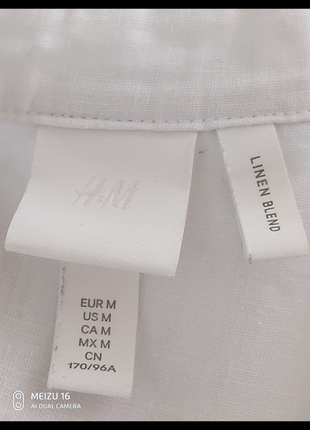 H&M
LINEN BLEND
EUR M
US M
CA M
MX M
CN
170/96A
MEIZU 16
AI DUAL CAMERA